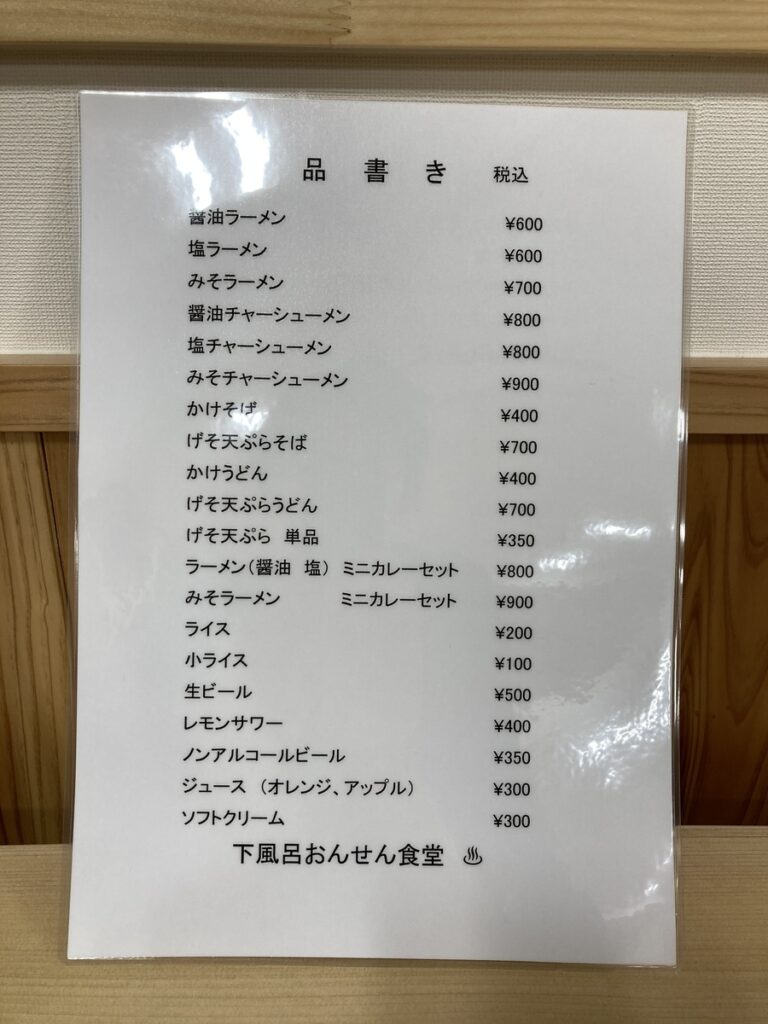 品 書 き 税込
醤油ラーメン ¥600
塩ラーメン ¥600
みそラーメン ¥700
醤油チャーシューメン ¥800
塩チャーシューメン ¥800
みそチャーシューメン ¥900
かけそば ¥400
げそ天ぷらそば ¥700
かけうどん ¥400
げそ天ぷらうどん ¥700
げそ天ぷら 単品 ¥350
ラーメン(醤油 塩) ミニカレーセット ¥800
みそラーメン ミニカレーセット ¥900
ライス ¥200
小ライス ¥100
生ビール ¥500
レモンサワー ¥400
ノンアルコールビール ¥350
ジュース (オレンジ、アップル) ¥300
ソフトクリーム ¥300
下風呂おんせん食堂 ♨